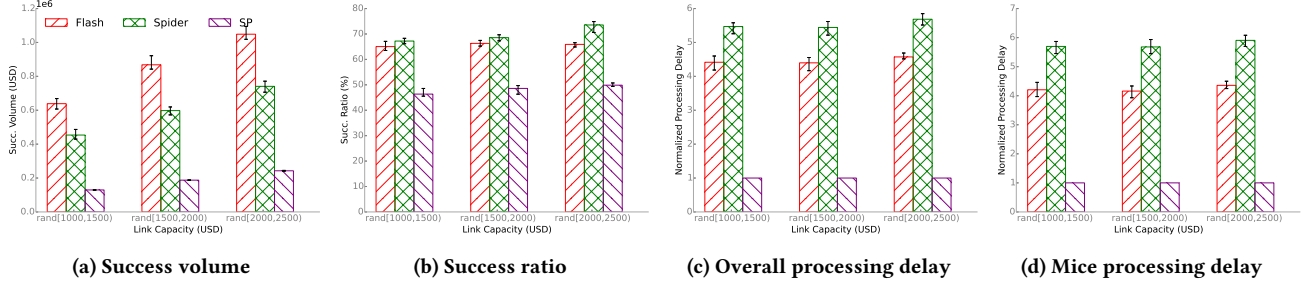 1e6
Flash Spider SP
1.2
1.0
0.8
0.6
0.4
0.2
0.0
Succ. Volume (USD)
rand[1000,1500) rand[1500,2000) rand[2000,2500)
Link Capacity (USD)
(a) Success volume
80
70
60
50
40
30
20
10
0
Succ. Ratio (%)
rand[1000,1500) rand[1500,2000) rand[2000,2500)
Link Capacity (USD)
(b) Success ratio
6
5
4
3
2
1
0
Normalized Processing Delay
rand[1000,1500) rand[1500,2000) rand[2000,2500)
Link Capacity (USD)
(c) Overall processing delay
7
6
5
4
3
2
1
0
Normalized Processing Delay
rand[1000,1500) rand[1500,2000) rand[2000,2500)
Link Capacity (USD)
(d) Mice processing delay